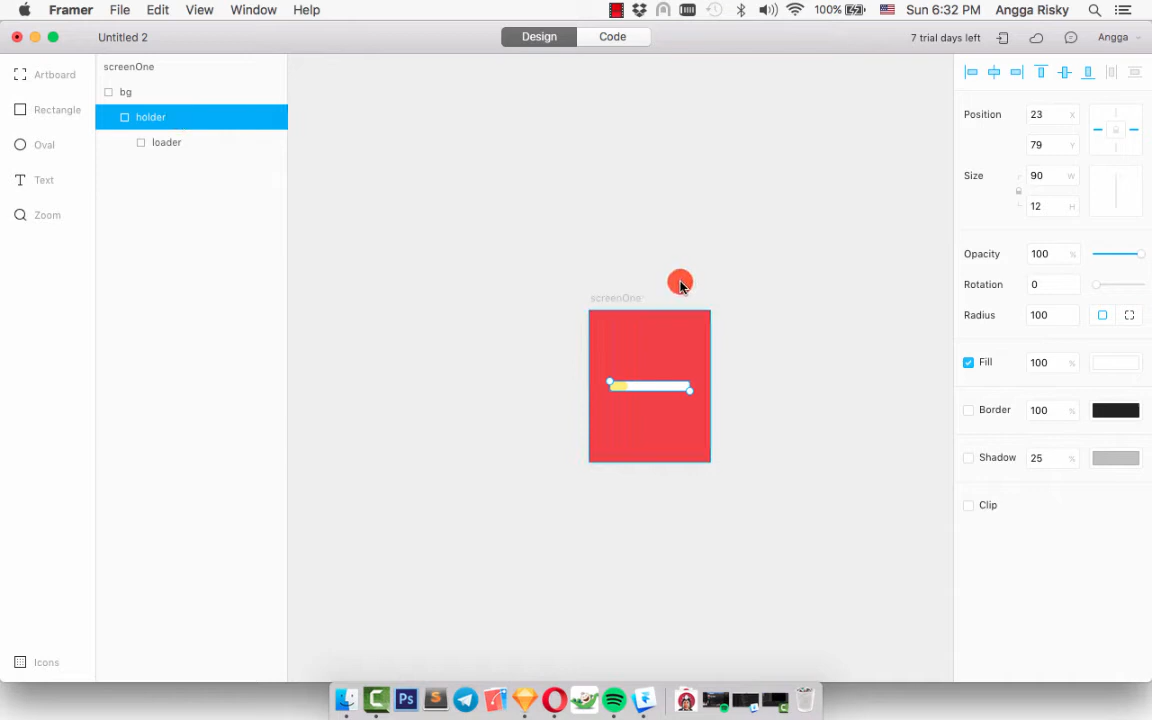 Framer File Edit View Window Help 100% Sun 6:32 PM Angga Risky
Untitled 2 Design Code 7 trial days left Angga
Artboard
Rectangle
Oval
Text
Zoom
Icons
screenOne
bg
holder
loader
screenOne
Position 23 X
79 Y
Size 90 W
12 H
Opacity 100 %
Rotation 0
Radius 100
Fill 100 %
Border 100 %
Shadow 25 %
Clip